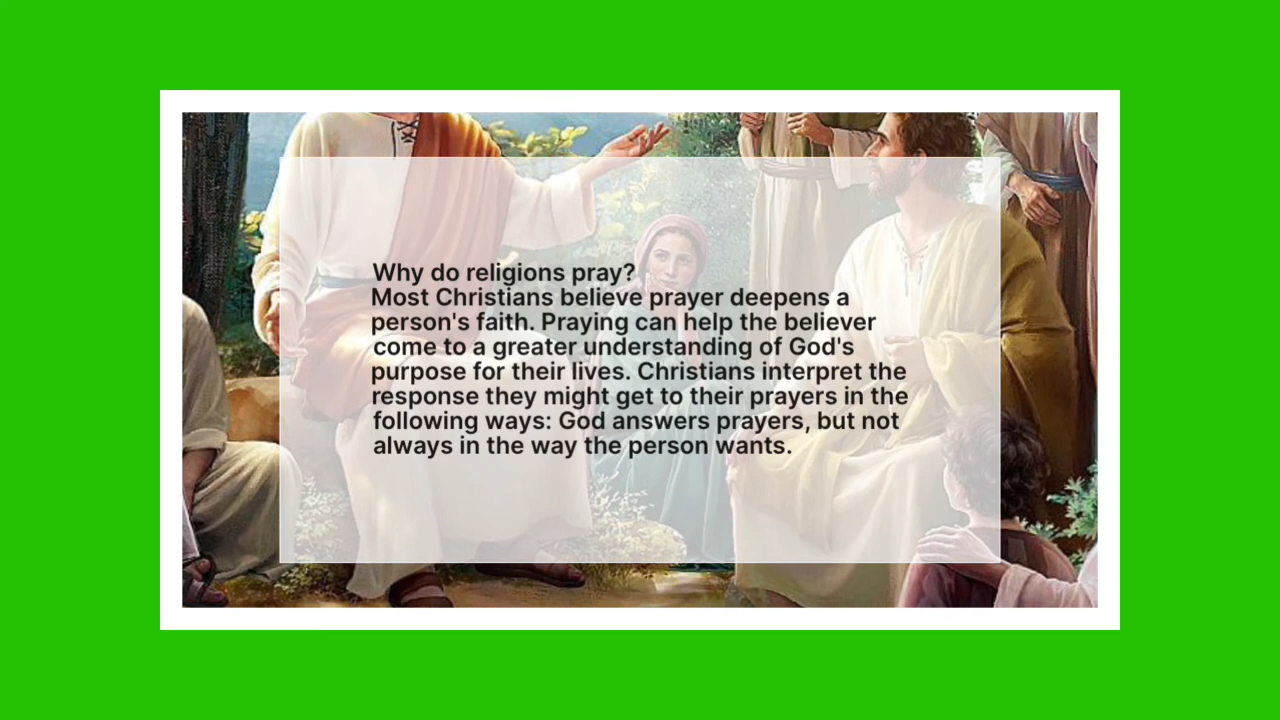 Why do religions pray?
Most Christians believe prayer deepens a
person's faith. Praying can help the believer
come to a greater understanding of God's
purpose for their lives. Christians interpret the
response they might get to their prayers in the
following ways: God answers prayers, but not
always in the way the person wants.